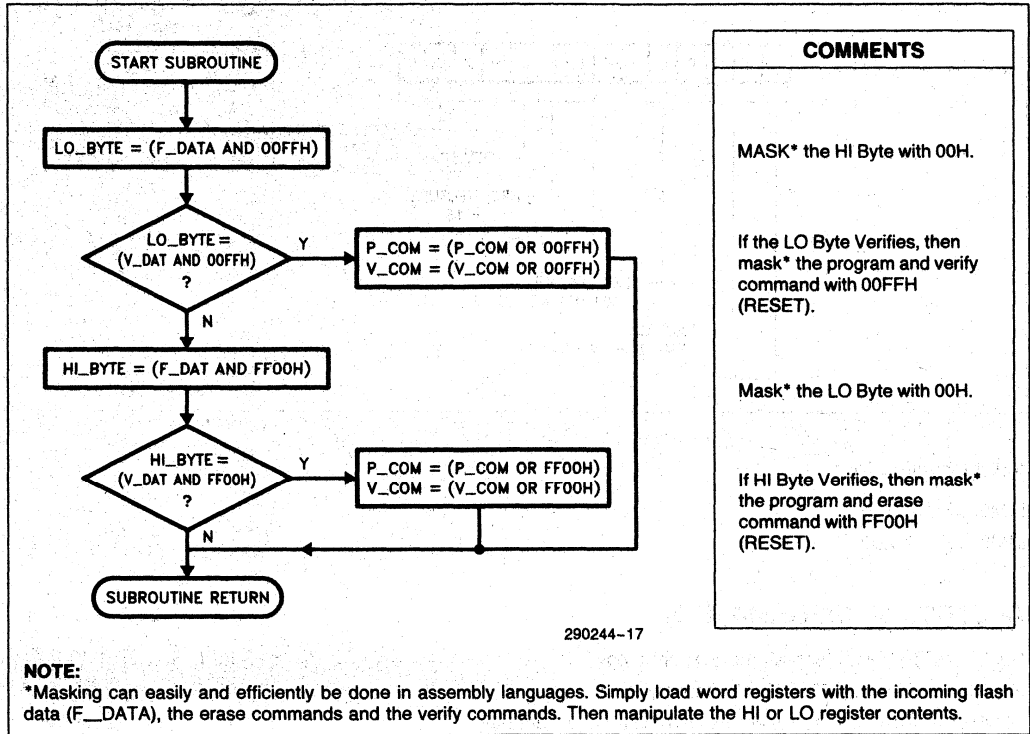 START SUBROUTINE
LO_BYTE = (F_DATA AND 00FFH)
LO_BYTE =
(V_DAT AND 00FFH)
?
Y
N
P_COM = (P_COM OR 00FFH)
V_COM = (V_COM OR 00FFH)
HI_BYTE = (F_DAT AND FF00H)
HI_BYTE =
(V_DAT AND FF00H)
?
Y
N
P_COM = (P_COM OR FF00H)
V_COM = (V_COM OR FF00H)
SUBROUTINE RETURN
290244-17
COMMENTS
MASK* the HI Byte with 00H.
If the LO Byte Verifies, then
mask* the program and verify
command with 00FFH
(RESET).
Mask* the LO Byte with 00H.
If HI Byte Verifies, then mask*
the program and erase
command with FF00H
(RESET).
NOTE:
*Masking can easily and efficiently be done in assembly languages. Simply load word registers with the incoming flash
data (F__DATA), the erase commands and the verify commands. Then manipulate the HI or LO register contents.